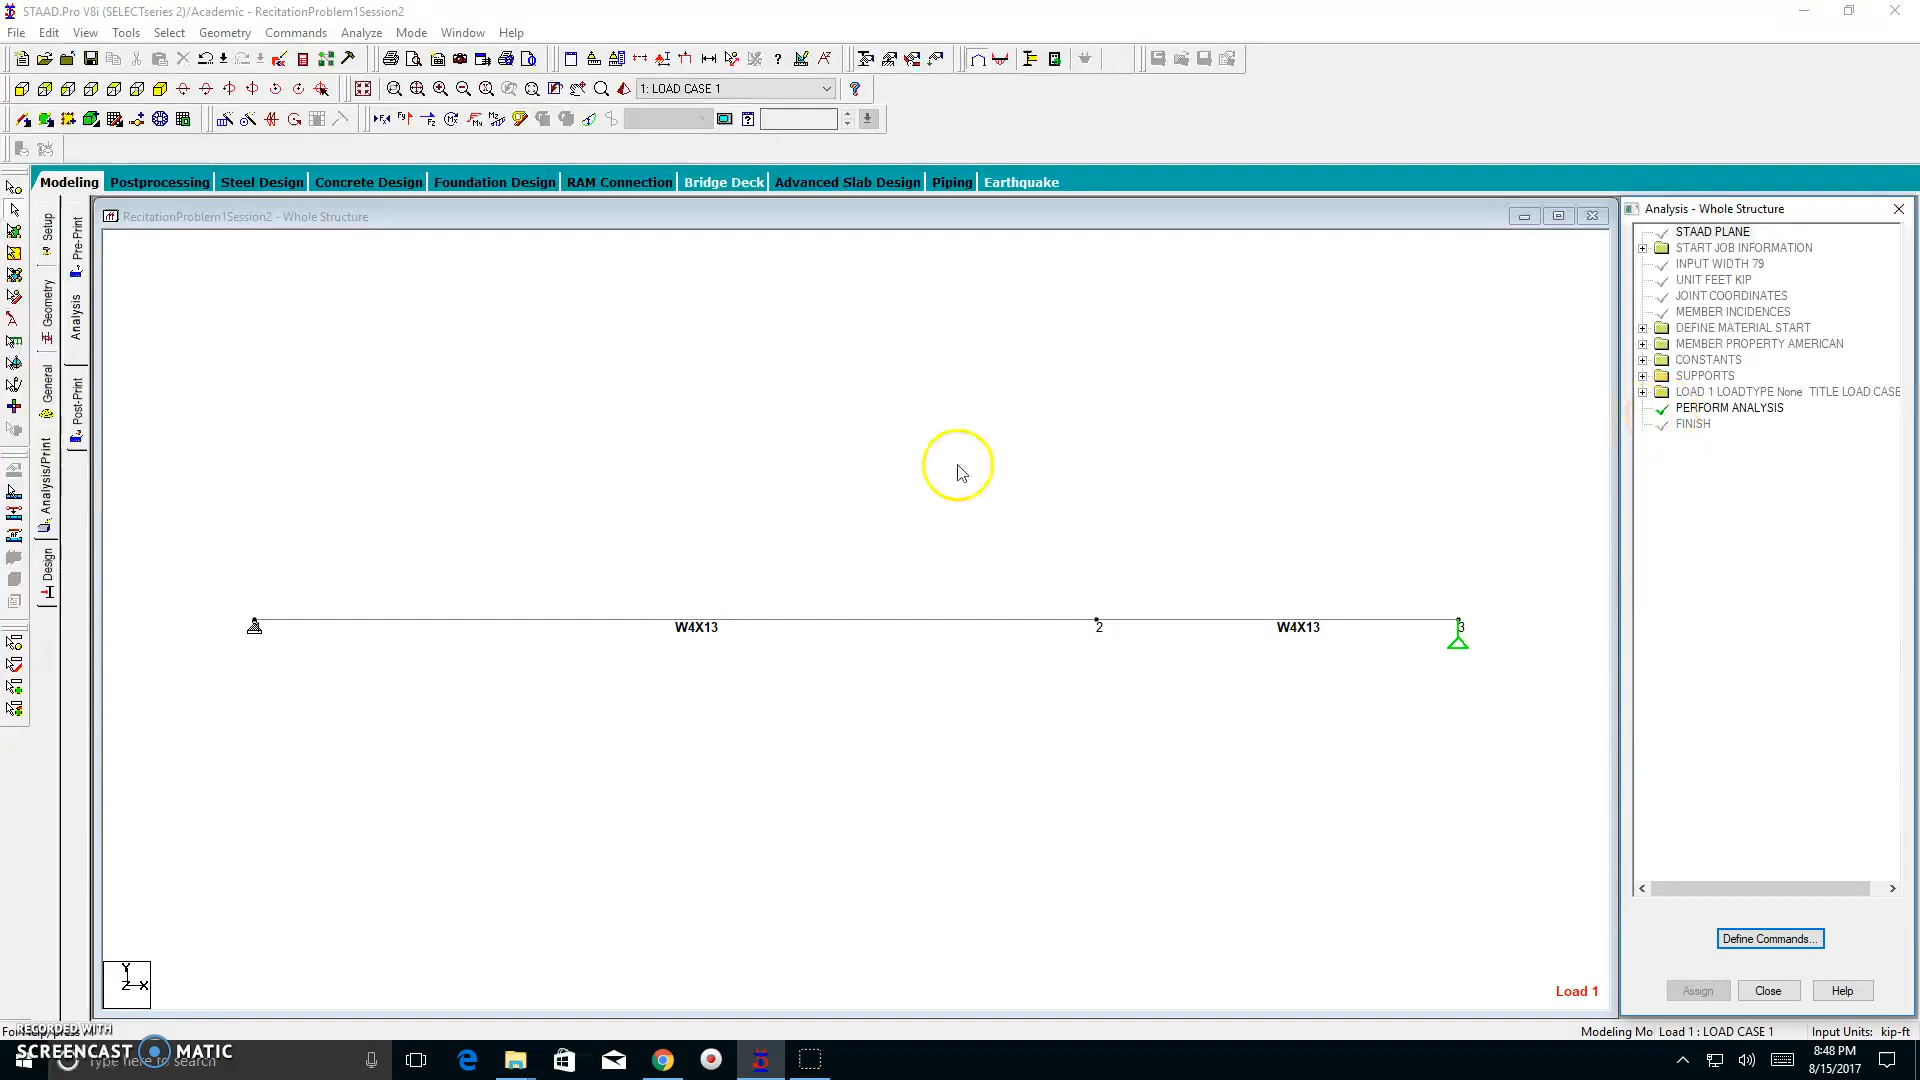 STAAD.Pro V8i (SELECTseries 2)/Academic - RecitationProblem1Session2
File Edit View Tools Select Geometry Commands Analyze Mode Window Help
1: LOAD CASE 1
Modeling Postprocessing Steel Design Concrete Design Foundation Design RAM Connection Bridge Deck Advanced Slab Design Piping Earthquake
Setup
Geometry
General
Analysis/Print
Design
Pre-Print
Analysis
Post-Print
RecitationProblem1Session2 - Whole Structure
W4X13
2
W4X13
3
Y
Z X
Load 1
Analysis - Whole Structure
STAAD PLANE
START JOB INFORMATION
INPUT WIDTH 79
UNIT FEET KIP
JOINT COORDINATES
MEMBER INCIDENCES
DEFINE MATERIAL START
MEMBER PROPERTY AMERICAN
CONSTANTS
SUPPORTS
LOAD 1 LOADTYPE None TITLE LOAD CASE
PERFORM ANALYSIS
FINISH
Define Commands...
Assign Close Help
Modeling Mo Load 1 : LOAD CASE 1 Input Units: kip-ft
RECORDED WITH
SCREENCAST MATIC
Type here to search
8:48 PM
8/15/2017